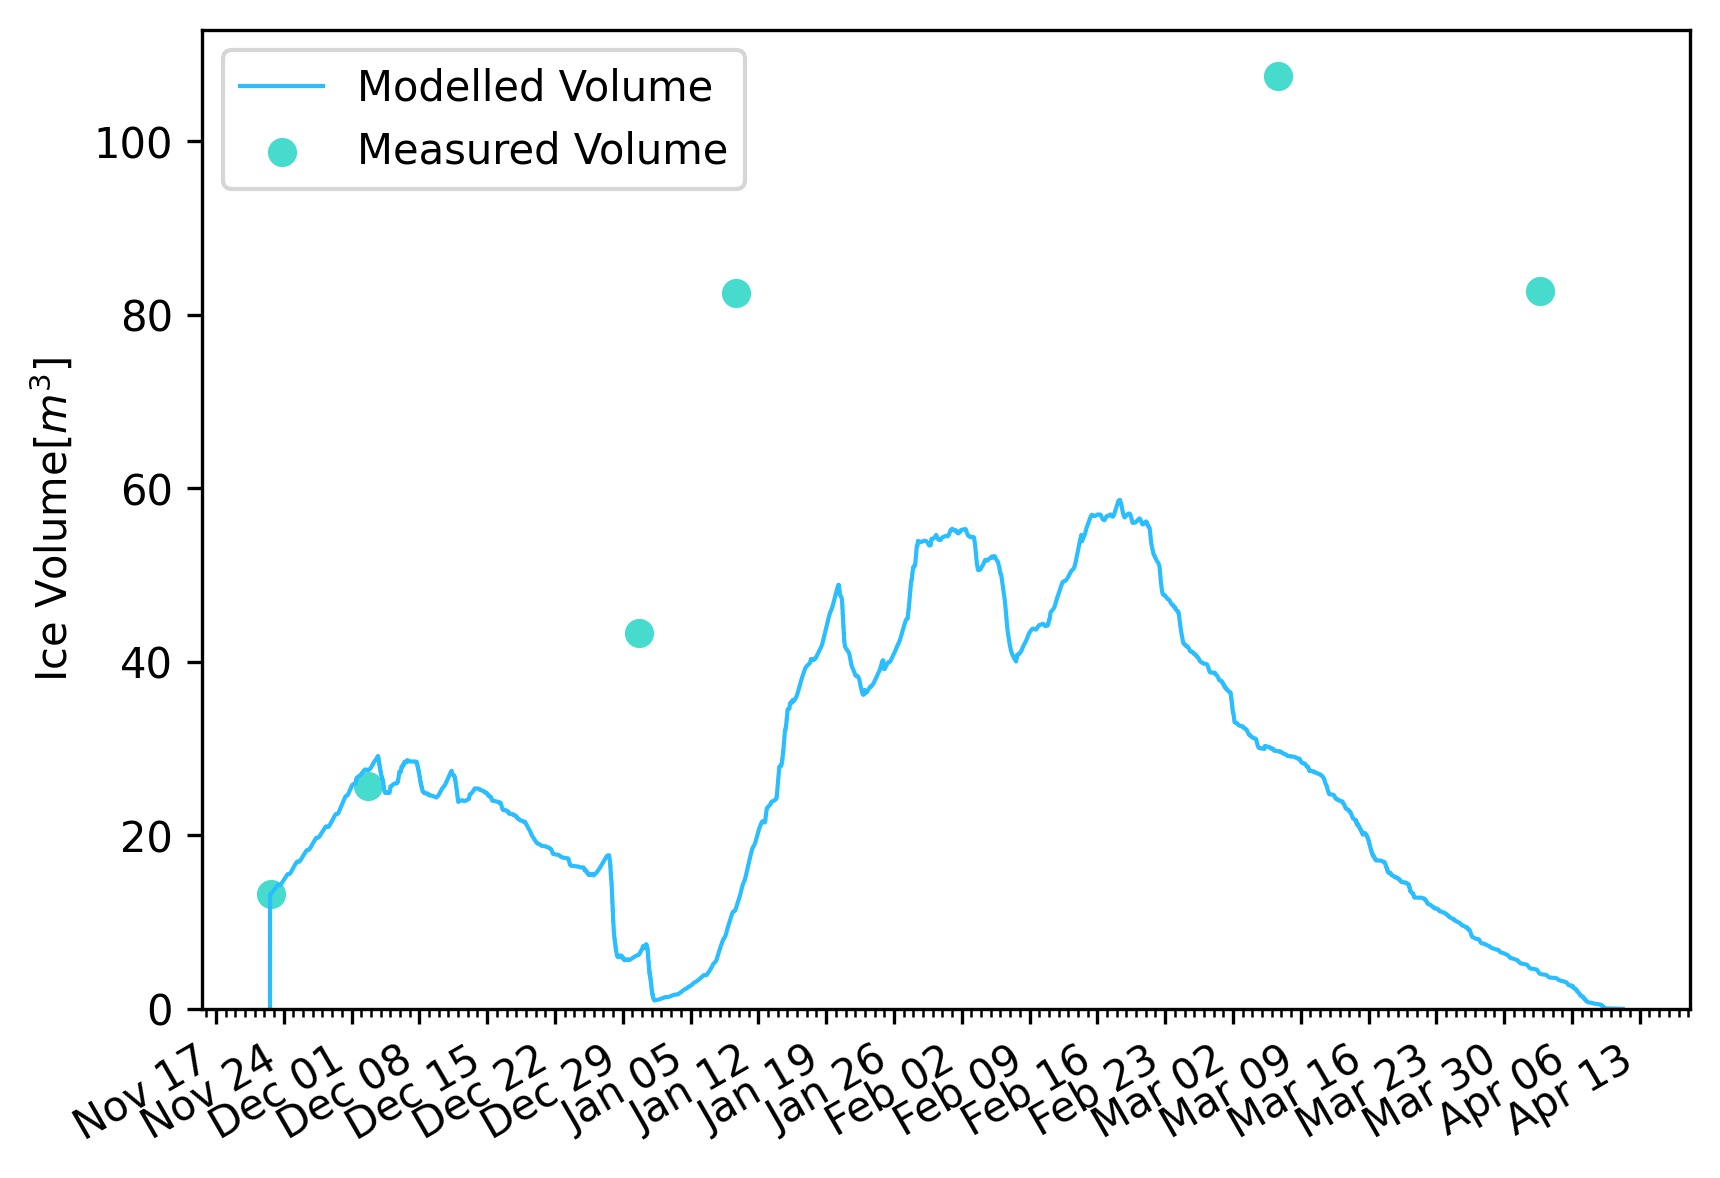 Modelled Volume
Measured Volume
Ice Volume[m³]
100
80
60
40
20
0
Nov 17
Nov 24
Dec 01
Dec 08
Dec 15
Dec 22
Dec 29
Jan 05
Jan 12
Jan 19
Jan 26
Feb 02
Feb 09
Feb 16
Feb 23
Mar 02
Mar 09
Mar 16
Mar 23
Mar 30
Apr 06
Apr 13